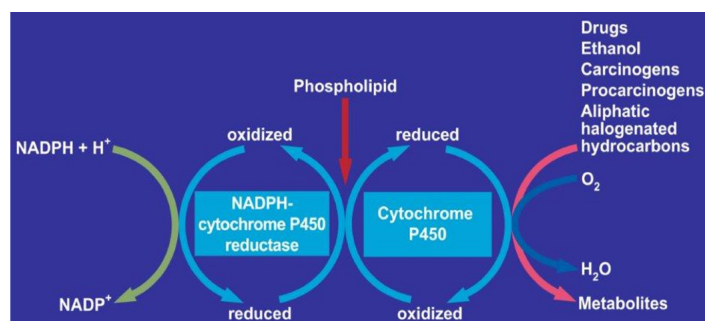 Drugs
Ethanol
Carcinogens
Procarcinogens
Aliphatic
halogenated
hydrocarbons
Phospholipid
oxidized
reduced
NADPH + H⁺
O₂
NADPH-
cytochrome P450
reductase
Cytochrome
P450
H₂O
NADP⁺
reduced
oxidized
Metabolites